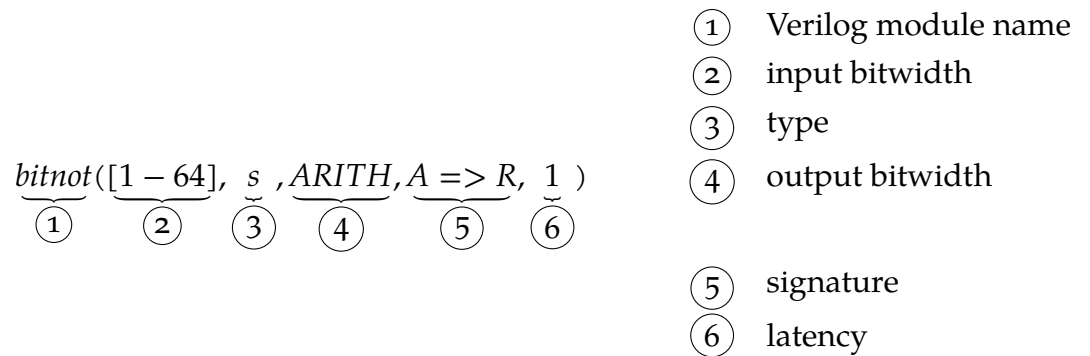 bitnot([1 − 64], s , ARITH, A => R, 1 )
1 2 3 4 5 6
1 Verilog module name
2 input bitwidth
3 type
4 output bitwidth
5 signature
6 latency